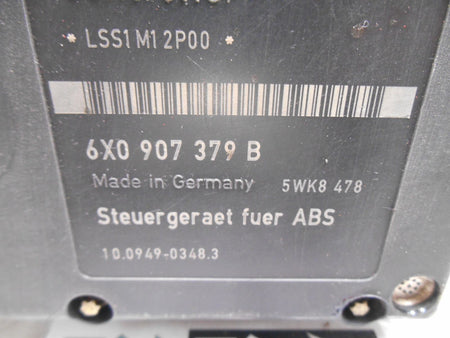 * LSS1M12P00 *
6X0 907 379 B
Made in Germany 5WK8 478
Steuergeraet fuer ABS
10.0949-0348.3